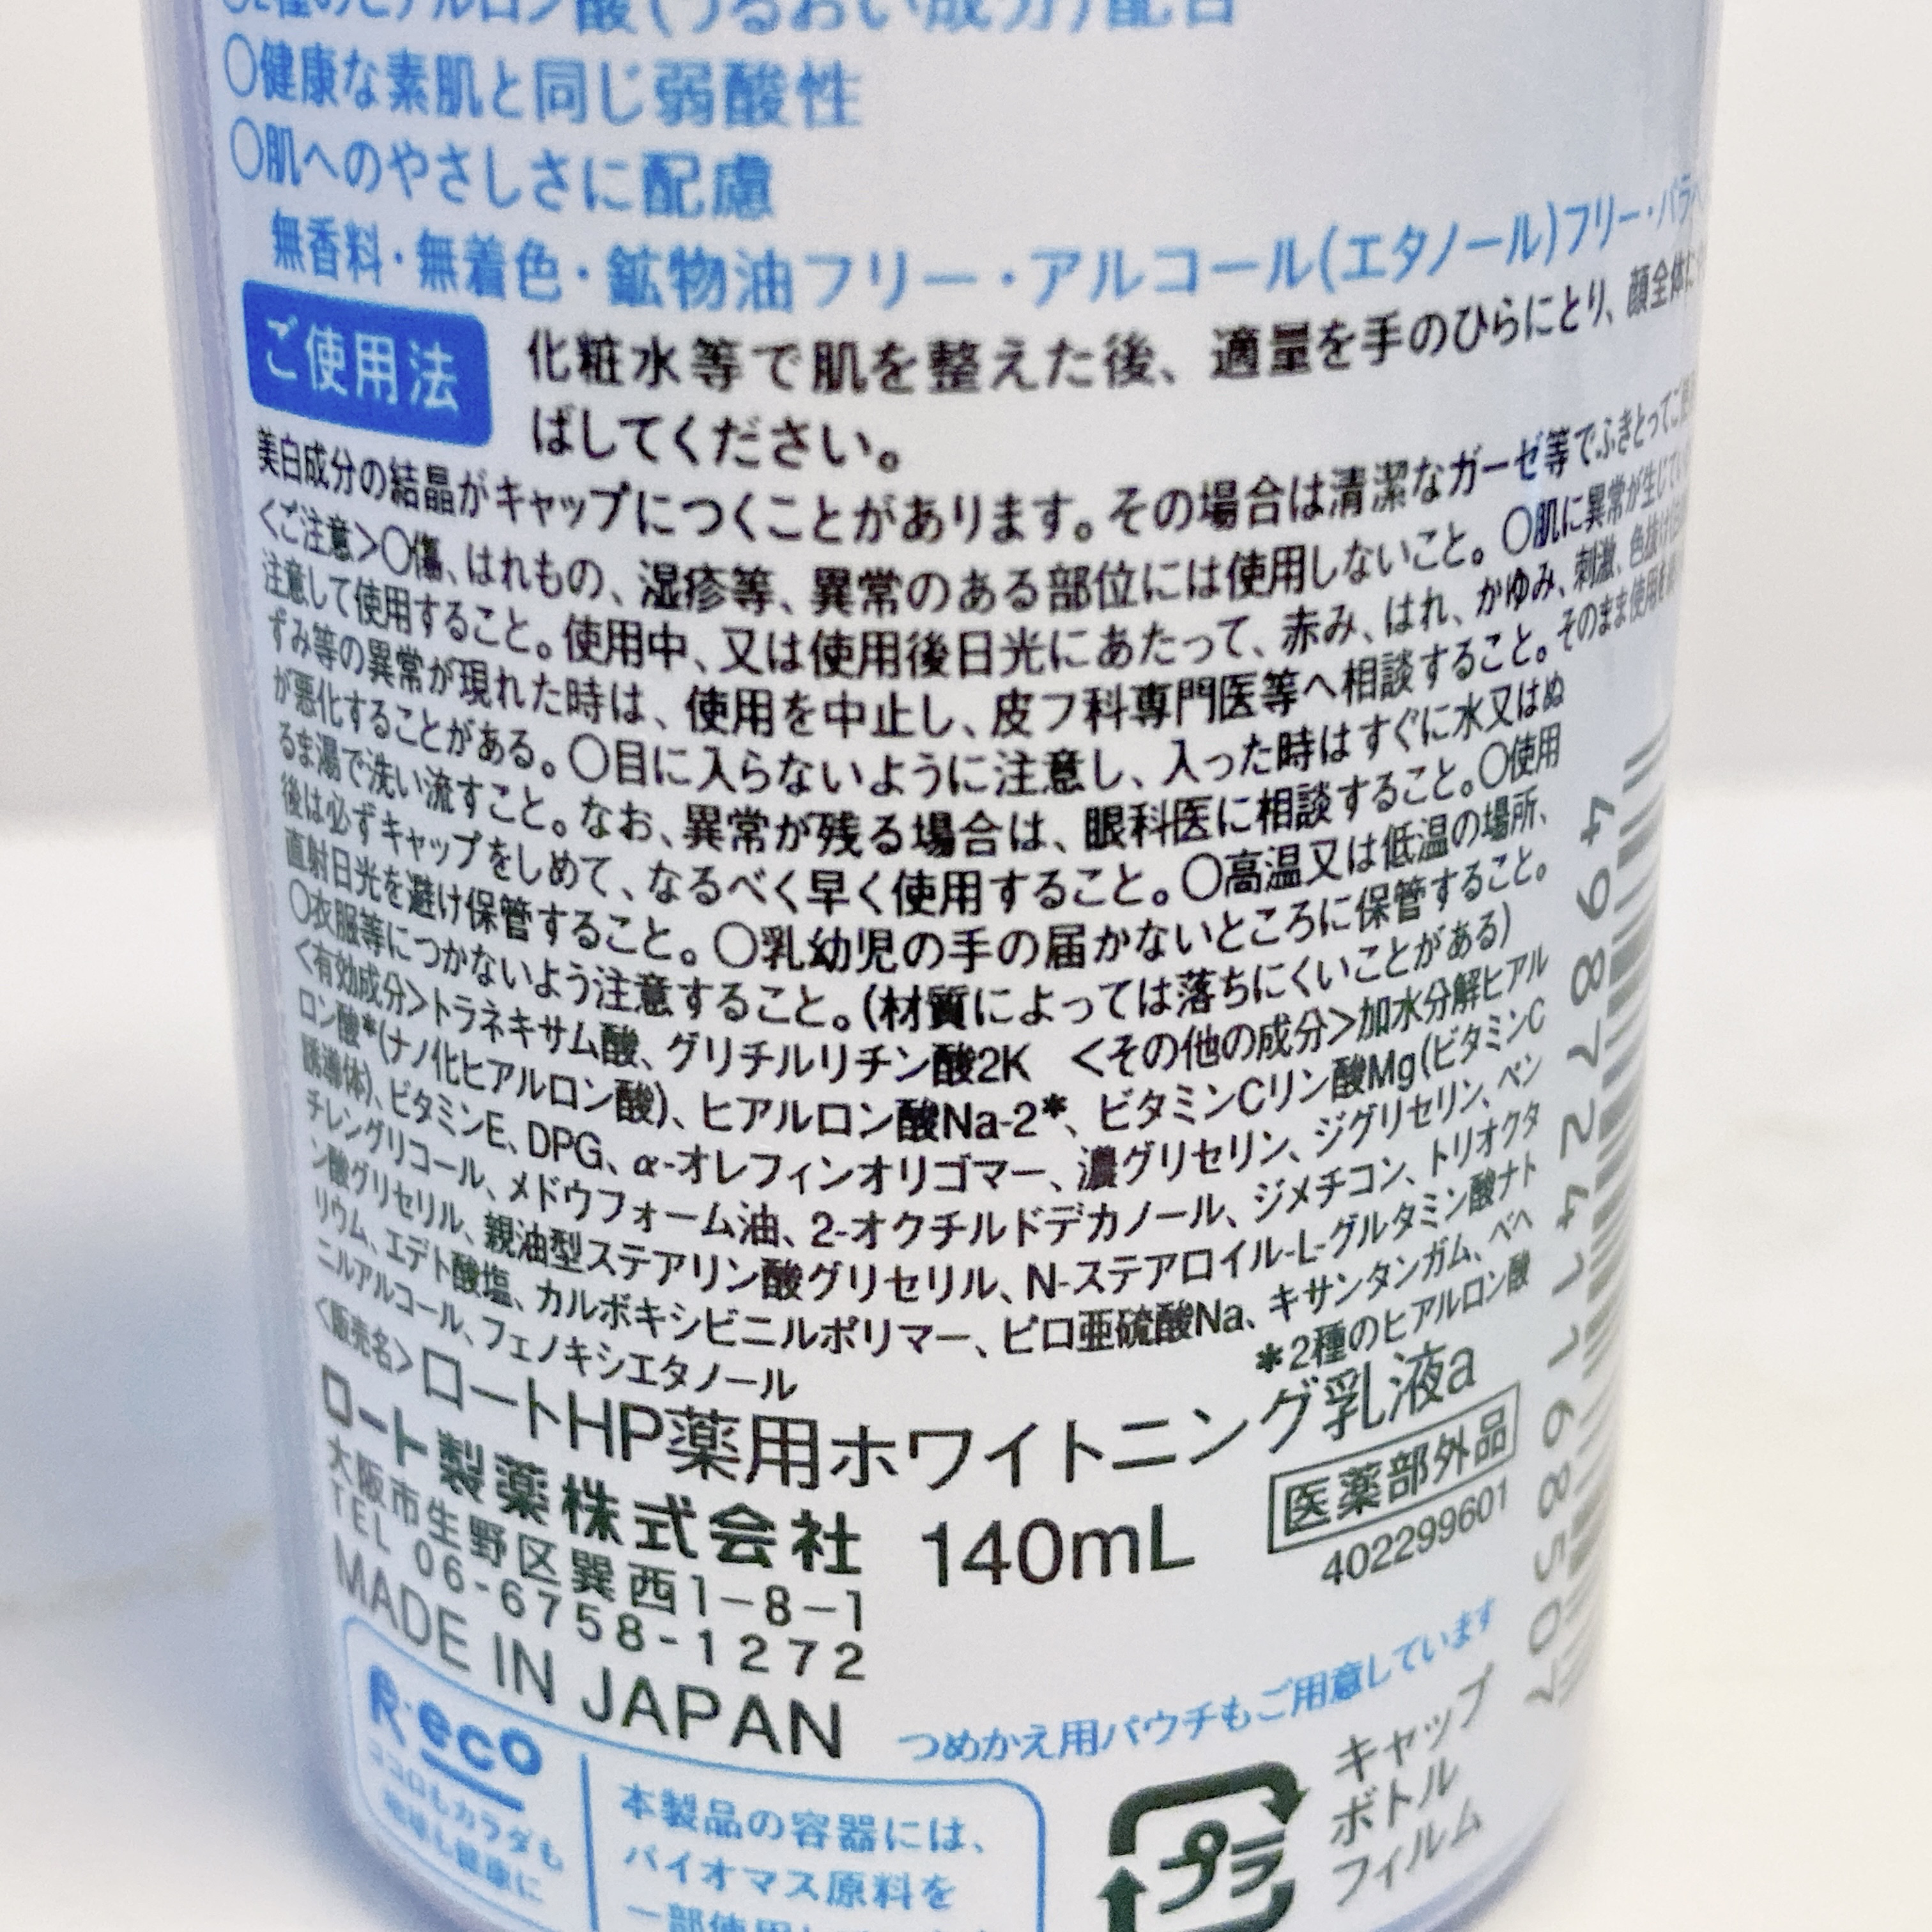 ○2種のヒアルロン酸(うるおい成分)配合
○健康な素肌と同じ弱酸性
○肌へのやさしさに配慮
無香料・無着色・鉱物油フリー・アルコール(エタノール)フリー・パラ
ご使用法
化粧水等で肌を整えた後、適量を手のひらにとり、顔全体に
ばしてください。
美白成分の結晶がキャップにつくことがあります。その場合は清潔なガーゼ等でふきとってご使
<ご注意>○傷、はれもの、湿疹等、異常のある部位には使用しないこと。○肌に異常が生じてい
注意して使用すること。使用中、又は使用後日光にあたって、赤み、はれ、かゆみ、刺激、色抜け
ずみ等の異常が現れた時は、使用を中止し、皮フ科専門医等へ相談すること。そのまま使用を
が悪化することがある。○目に入らないように注意し、入った時はすぐに水又はぬ
るま湯で洗い流すこと。なお、異常が残る場合は、眼科医に相談すること。○使用
後は必ずキャップをしめて、なるべく早く使用すること。○高温又は低温の場所、
直射日光を避け保管すること。○乳幼児の手の届かないところに保管すること。
○衣服等につかないよう注意すること。(材質によっては落ちにくいことがある)
<有効成分>トラネキサム酸、グリチルリチン酸2K <その他の成分>加水分解ヒアル
ロン酸*(ナノ化ヒアルロン酸)、ヒアルロン酸Na-2*、ビタミンCリン酸Mg(ビタミンC
誘導体)、ビタミンE、DPG、α-オレフィンオリゴマー、濃グリセリン、ジグリセリン、ペン
チレングリコール、メドウフォーム油、2-オクチルドデカノール、ジメチコン、トリオクタ
ン酸グリセリル、親油型ステアリン酸グリセリル、N-ステアロイル-L-グルタミン酸ナト
リウム、エデト酸塩、カルボキシビニルポリマー、ピロ亜硫酸Na、キサンタンガム、ベヘ
ニルアルコール、フェノキシエタノール
*2種のヒアルロン酸
<販売名>ロートHP薬用ホワイトニング乳液a
ロート製薬株式会社 140mL
医薬部外品
大阪市生野区巽西1-8-1
402299601
TEL 06-6758-1272
MADE IN JAPAN
つめかえ用パウチもご用意しています
R・eco
ココロもカラダも
地球も健康に
本製品の容器には、
バイオマス原料を
プラ
キャップ
ボトル
フィルム
4987241168507